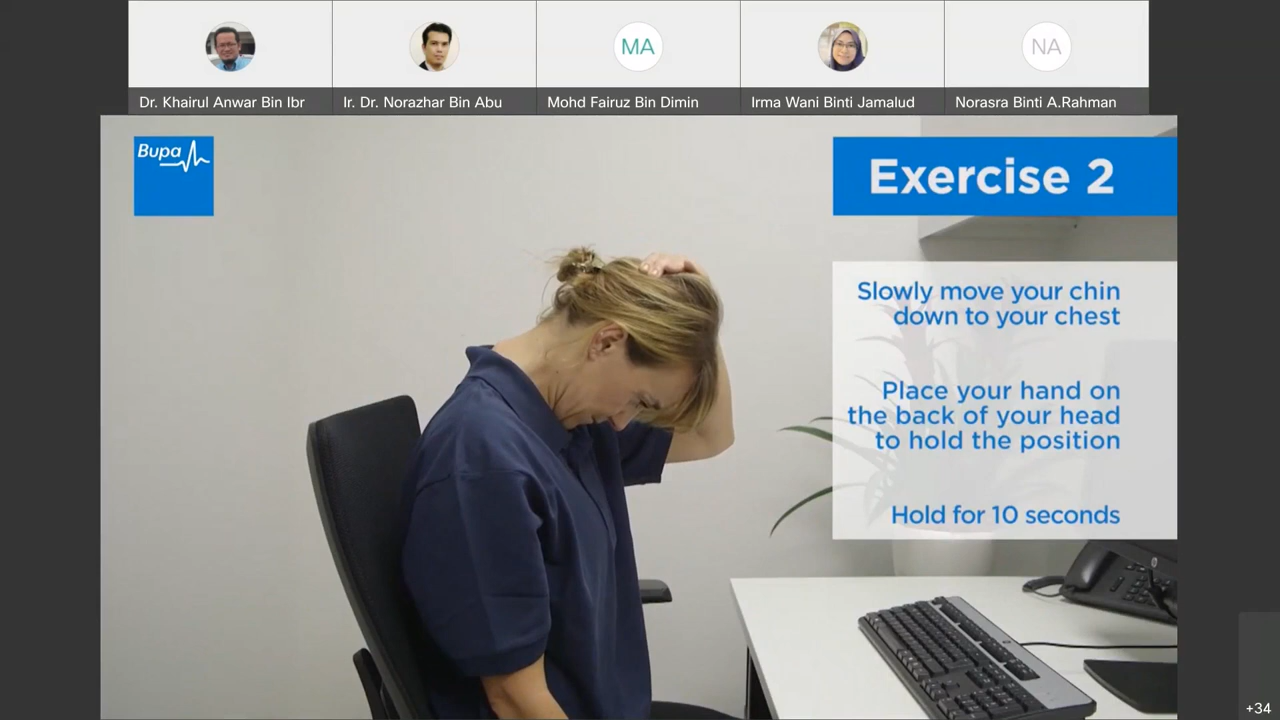 MA
NA
Dr. Khairul Anwar Bin Ibr
Ir. Dr. Norazhar Bin Abu
Mohd Fairuz Bin Dimin
Irma Wani Binti Jamalud
Norasra Binti A.Rahman
Bupa
Exercise 2
Slowly move your chin
down to your chest
Place your hand on
the back of your head
to hold the position
Hold for 10 seconds
+34